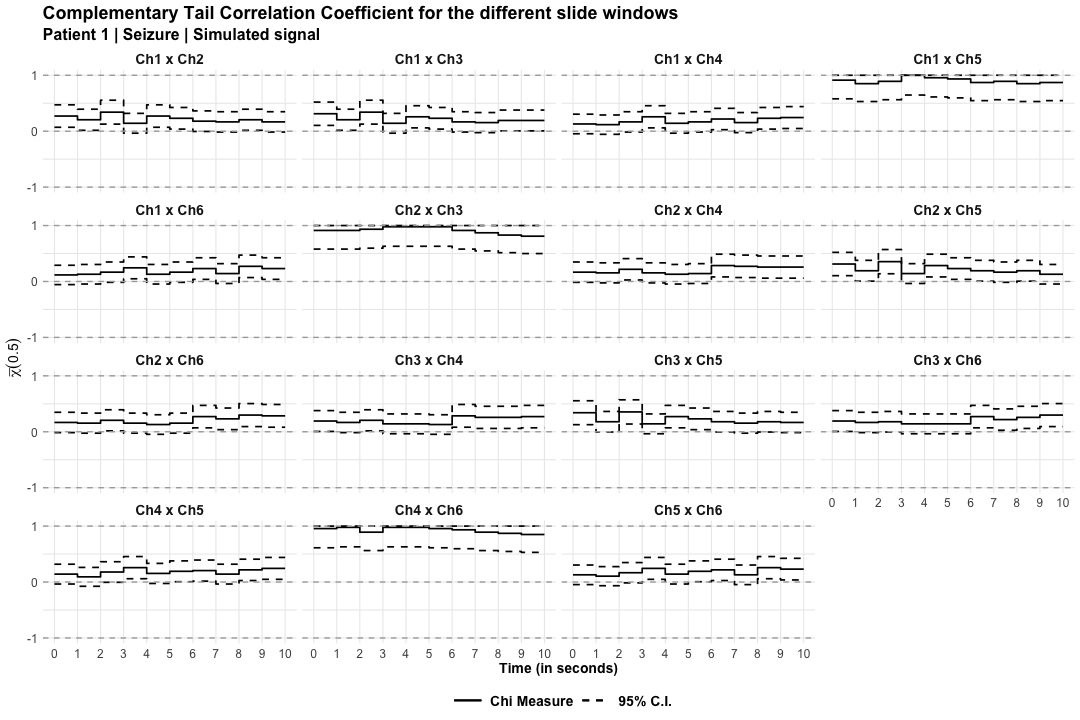 Complementary Tail Correlation Coefficient for the different slide windows
Patient 1 | Seizure | Simulated signal
Ch1 x Ch2 Ch1 x Ch3 Ch1 x Ch4 Ch1 x Ch5
1
0
-1
Ch1 x Ch6 Ch2 x Ch3 Ch2 x Ch4 Ch2 x Ch5
1
0
-1
χ̅(0.5)
Ch2 x Ch6 Ch3 x Ch4 Ch3 x Ch5 Ch3 x Ch6
1
0
-1
0 1 2 3 4 5 6 7 8 9 10
Ch4 x Ch5 Ch4 x Ch6 Ch5 x Ch6
1
0
-1
0 1 2 3 4 5 6 7 8 9 10 0 1 2 3 4 5 6 7 8 9 10 0 1 2 3 4 5 6 7 8 9 10
Time (in seconds)
Chi Measure 95% C.I.